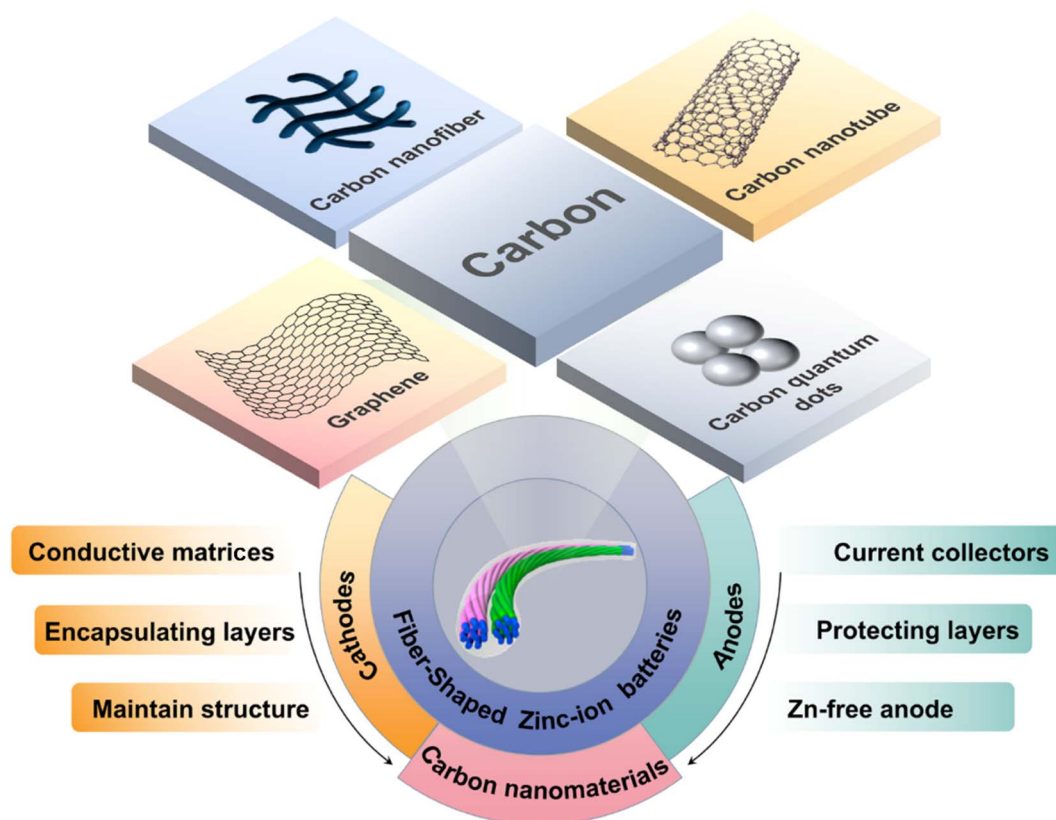 Carbon nanofiber
Carbon nanotube
Carbon
Graphene
Carbon quantum
dots
Conductive matrices
Encapsulating layers
Maintain structure
Cathodes
Fiber-Shaped Zinc-ion batteries
Anodes
Current collectors
Protecting layers
Zn-free anode
Carbon nanomaterials